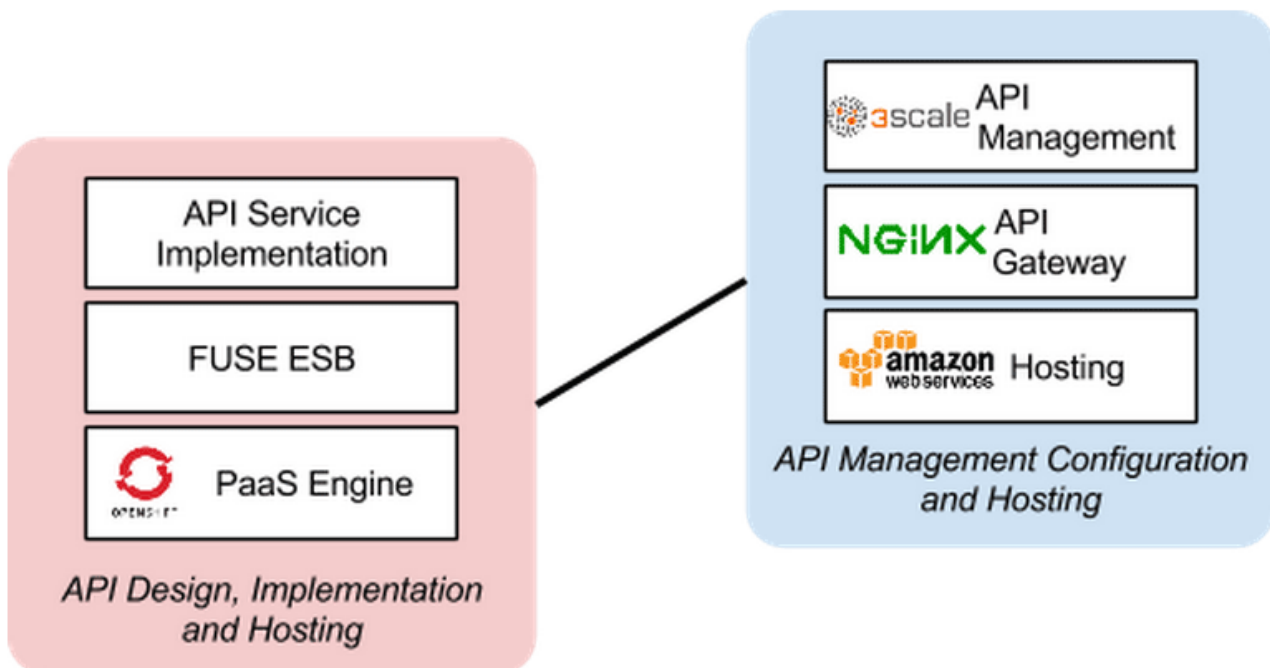 API Service
Implementation
FUSE ESB
OPENSHIFT
PaaS Engine
API Design, Implementation
and Hosting
3scale API
Management
NGINX API
Gateway
amazon
webservices
Hosting
API Management Configuration
and Hosting